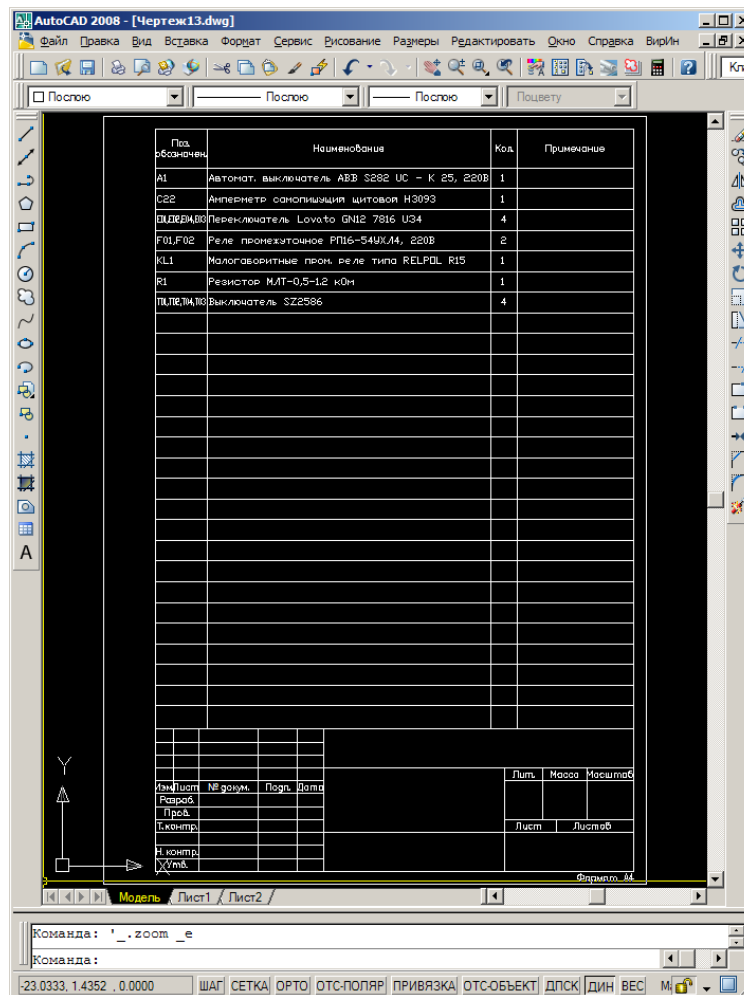 AutoCAD 2008 - [Чертеж13.dwg]
Файл Правка Вид Вставка Формат Сервис Рисование Размеры Редактировать Окно Справка ВирИн
Послою Послою Послою Поцвету
Поз. обозначен. Наименование Кол. Примечание
A1 Автомат. выключатель ABB S282 UC - K 25, 220В 1
C22 Амперметр самопишущий щитовой Н3093 1
Переключатель Lovato GN12 7816 U34 4
F01,F02 Реле промежуточное РП16-54УХЛ4, 220В 2
KL1 Малогаборитные пром. реле типа RELPOL R15 1
R1 Резистор МЛТ-0,5-1.2 кОм 1
Выключатель SZ2586 4
Y
Лит. Масса Масштаб
Изм Лист № докум. Подп. Дата
Разраб.
Пров.
Т.контр. Лист Листов
Н. контр.
X Утв.
Формат А4
Модель Лист1 Лист2
Команда: '_.zoom _e
Команда:
-23.0333, 1.4352 , 0.0000 ШАГ СЕТКА ОРТО ОТС-ПОЛЯР ПРИВЯЗКА ОТС-ОБЪЕКТ ДПСК ДИН ВЕС